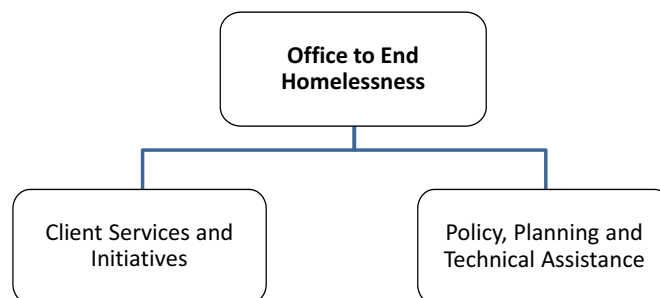 Office to End
Homelessness
Client Services and
Initiatives
Policy, Planning and
Technical Assistance